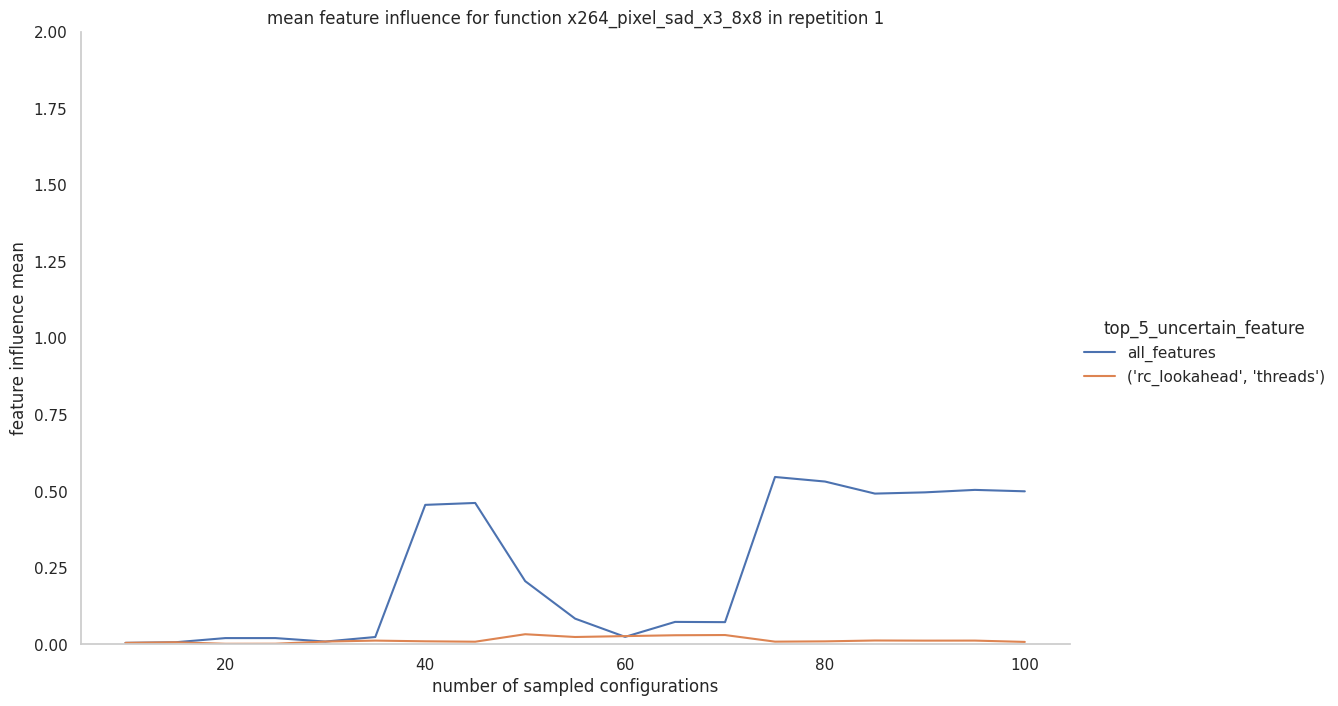 mean feature influence for function x264_pixel_sad_x3_8x8 in repetition 1
2.00
1.75
1.50
1.25
1.00
0.75
0.50
0.25
0.00
feature influence mean
20
40
60
80
100
number of sampled configurations
top_5_uncertain_feature
all_features
('rc_lookahead', 'threads')